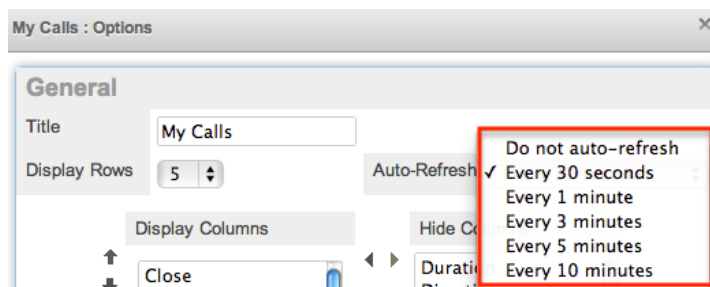 My Calls : Options
General
Title My Calls
Display Rows 5 Auto-Refresh
Do not auto-refresh
✓ Every 30 seconds
Every 1 minute
Every 3 minutes
Every 5 minutes
Every 10 minutes
Display Columns Hide
Close